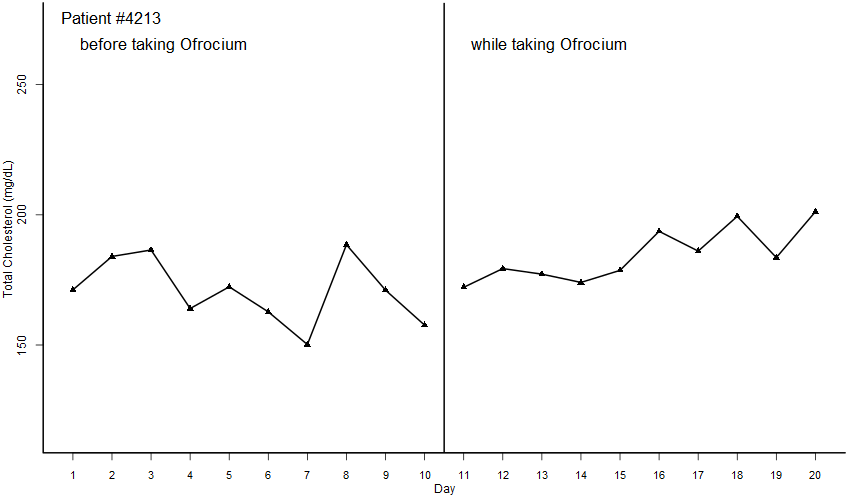 Patient #4213
before taking Ofrocium
while taking Ofrocium
Total Cholesterol (mg/dL)
250
200
150
1 2 3 4 5 6 7 8 9 10 11 12 13 14 15 16 17 18 19 20
Day